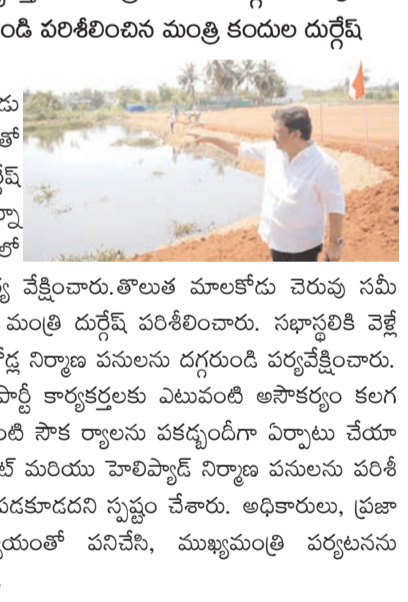 ండి పరిశీలించిన మంత్రి కందుల దుర్గేష్
డు
తో
న్నా
లో
వేక్షించారు.తొలుత మాలకోడు చెరువు సమీ
మంత్రి దుర్గేష్ పరిశీలించారు. సభాస్థలికి వెళ్లే
నిర్మాణ పనులను దగ్గరుండి పర్యవేక్షించారు.
పార్టీ కార్యకర్తలకు ఎటువంటి అసౌకర్యం కలగ
ంటి సౌక ర్యాలను పకడ్బందీగా ఏర్పాటు చేయా
మరియు హెలిప్యాడ్ నిర్మాణ పనులను పరిశీ
పడకూడదని స్పష్టం చేశారు. అధికారులు, ప్రజా
పనిచేసి, ముఖ్యమంత్రి పర్యటనను